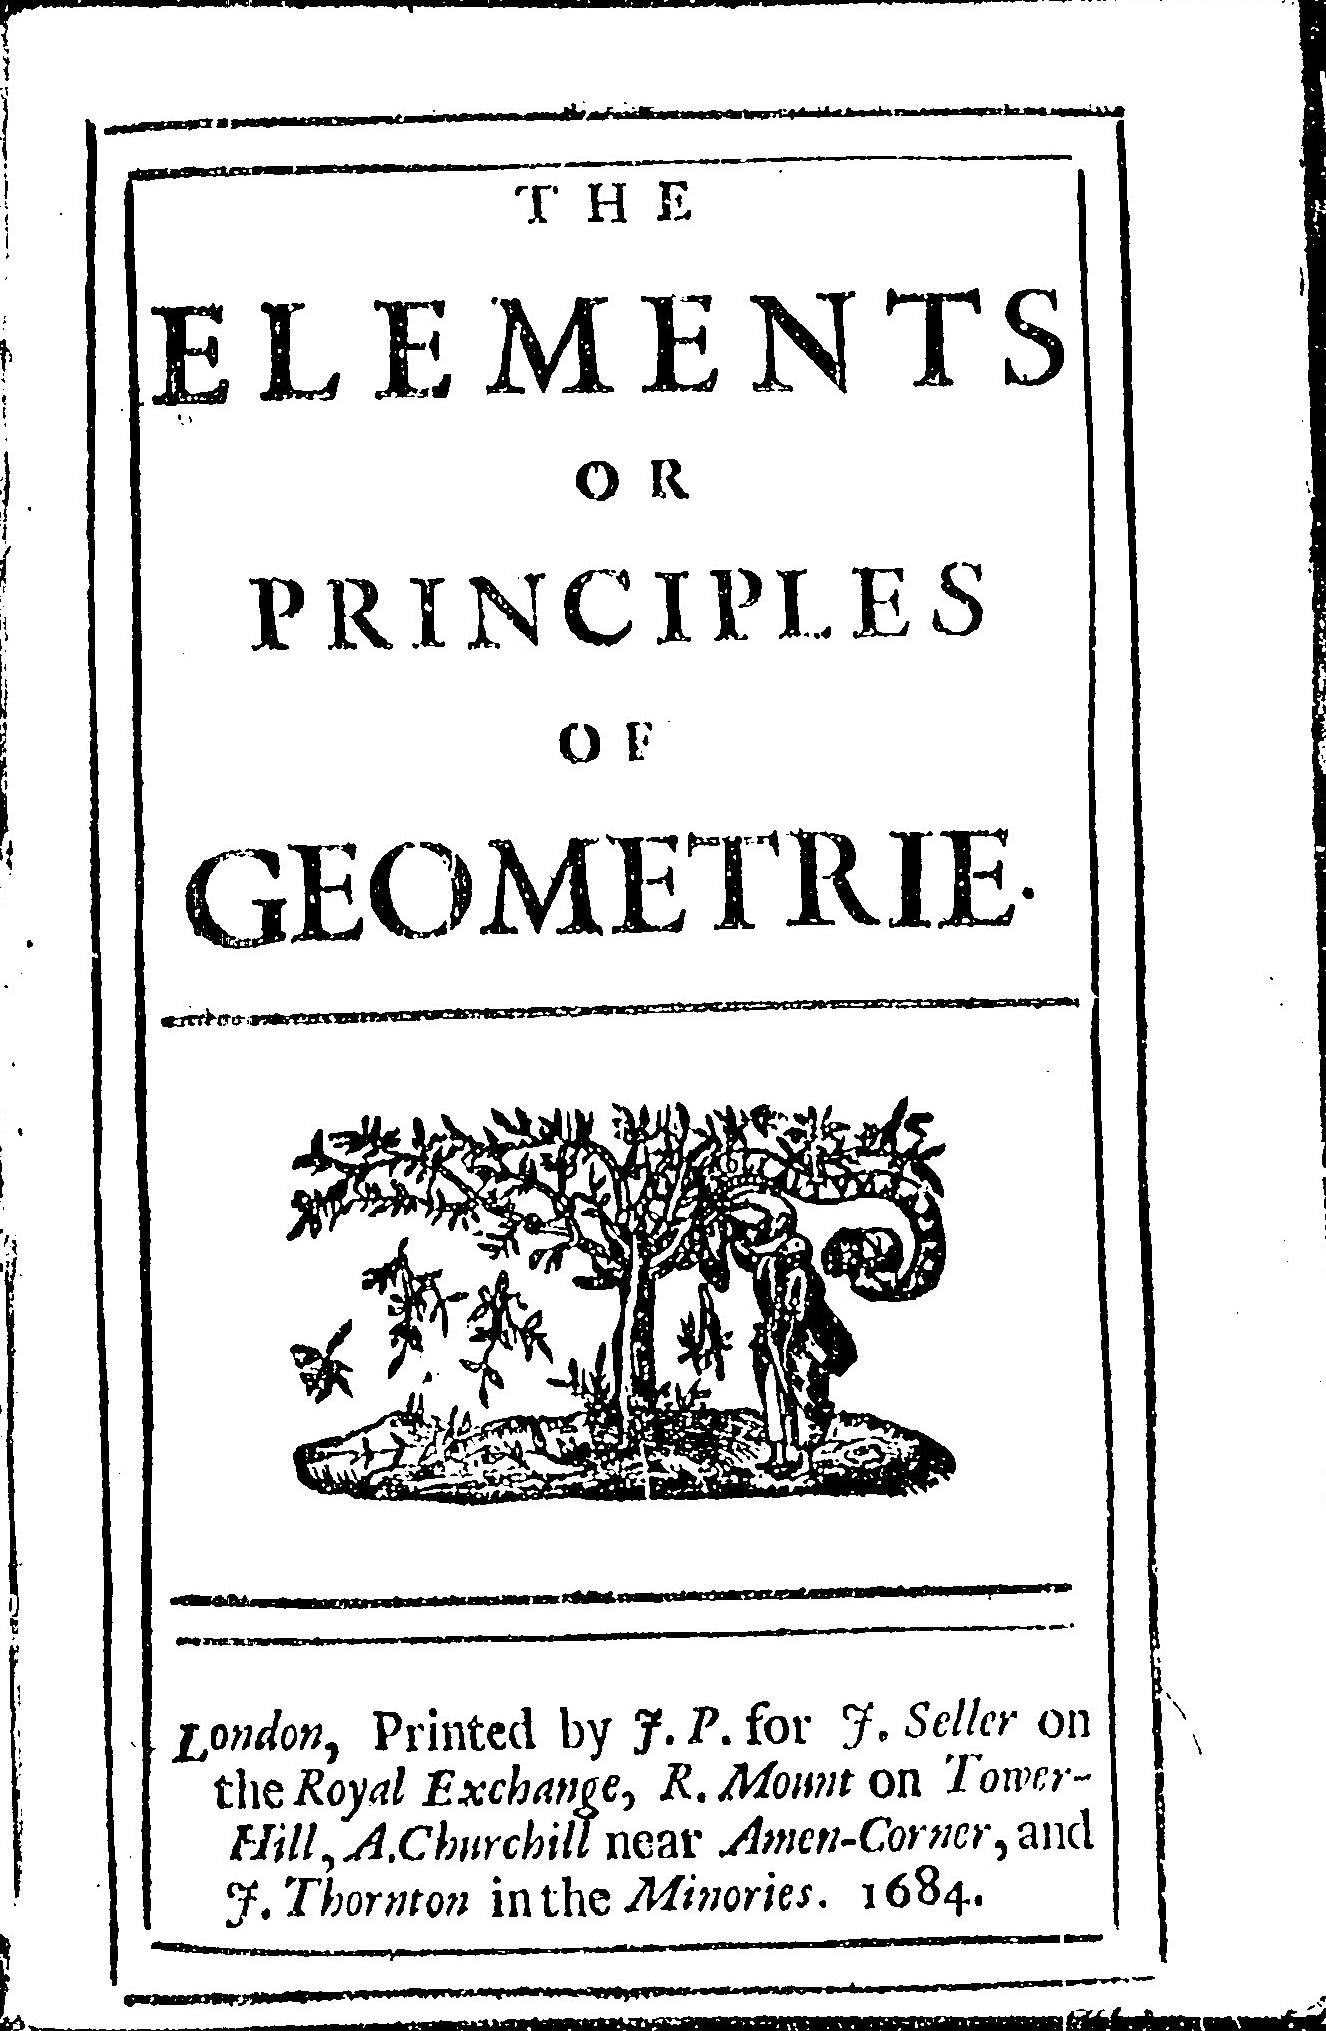 THE
ELEMENTS
OR
PRINCIPLES
OF
GEOMETRIE.
London, Printed by J. P. for J. Seller on
the Royal Exchange, R. Mount on Tower-
Hill, A. Churchill near Amen-Corner, and
J. Thornton in the Minories. 1684.